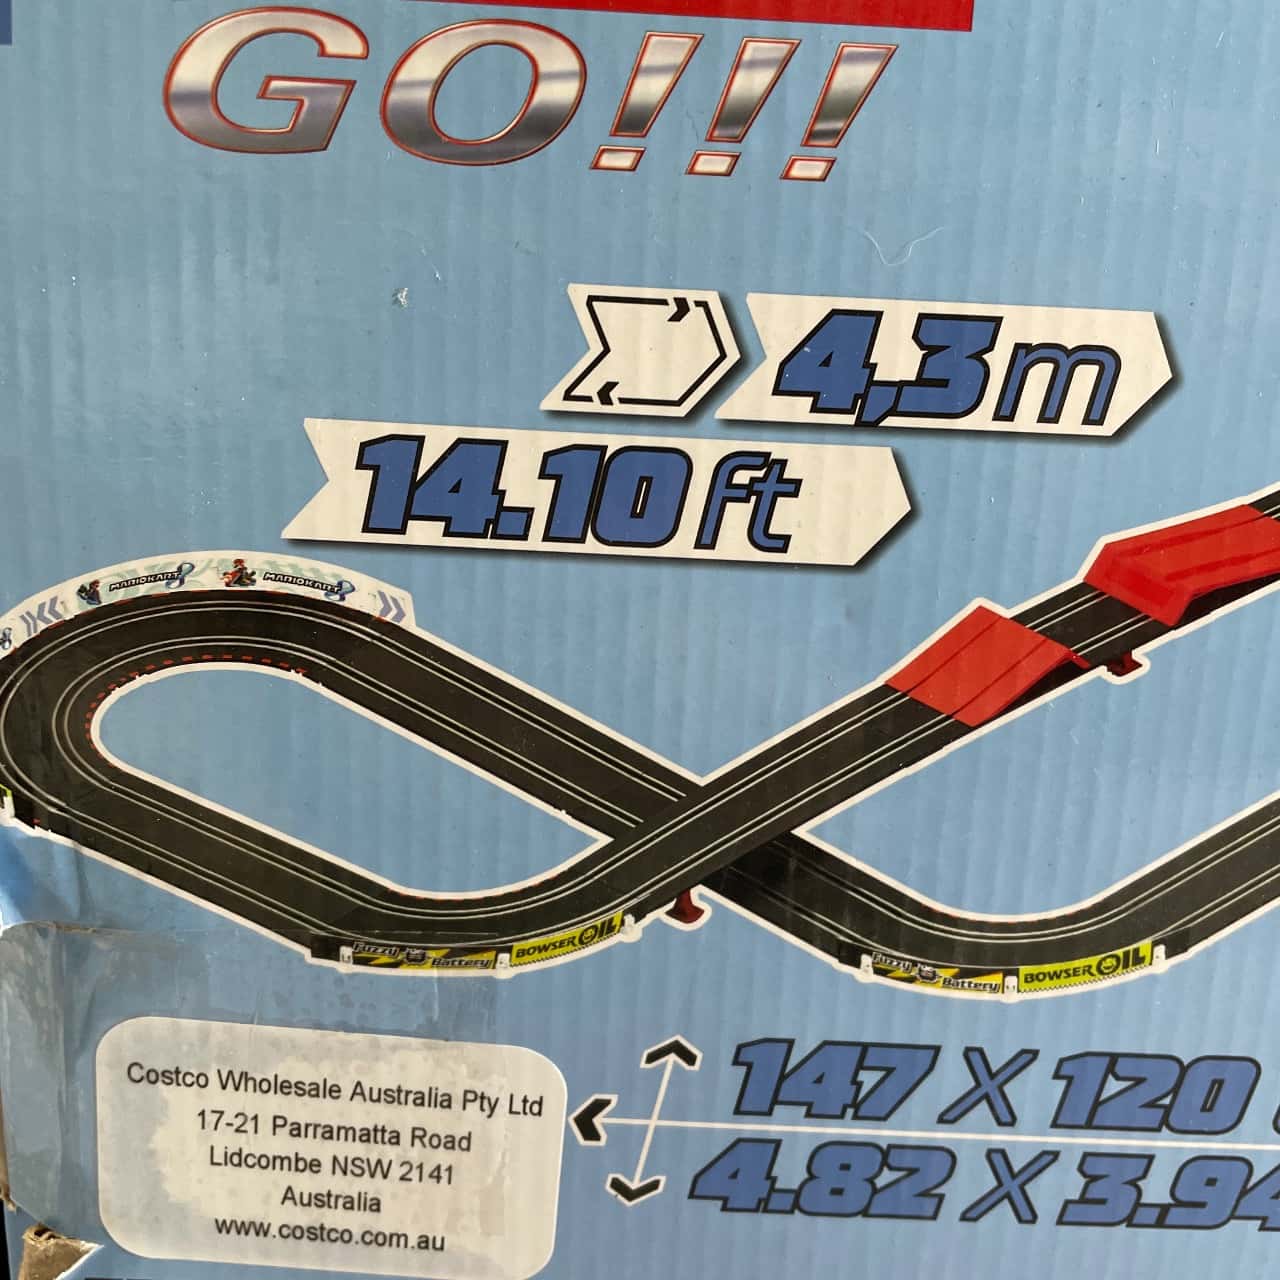 GO!!!
4,3m
14.10ft
MARIOKART 8 MARIOKART 8
8
Fuzzy Battery BOWSER OIL
Fuzzy Battery BOWSER OIL
147 X 120
4.82 X 3.94
Costco Wholesale Australia Pty Ltd
17-21 Parramatta Road
Lidcombe NSW 2141
Australia
www.costco.com.au